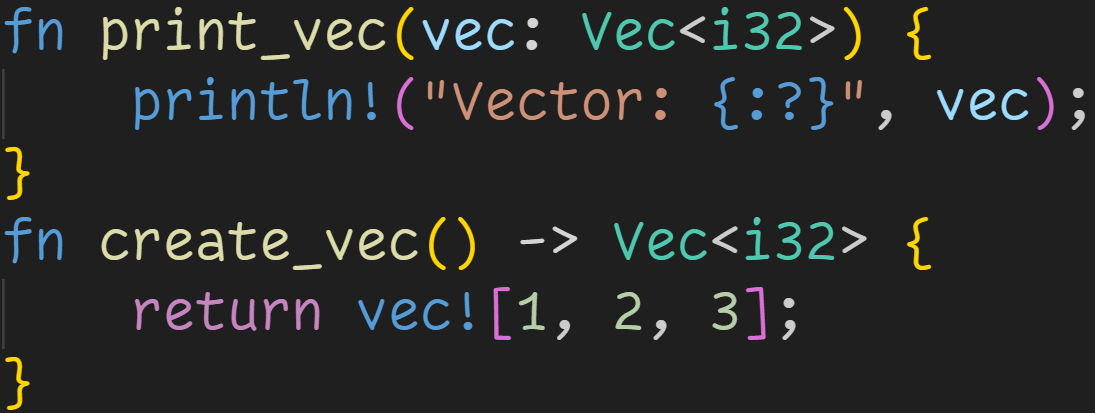 fn print_vec(vec: Vec<i32>) {
    println!("Vector: {:?}", vec);
}
fn create_vec() -> Vec<i32> {
    return vec![1, 2, 3];
}